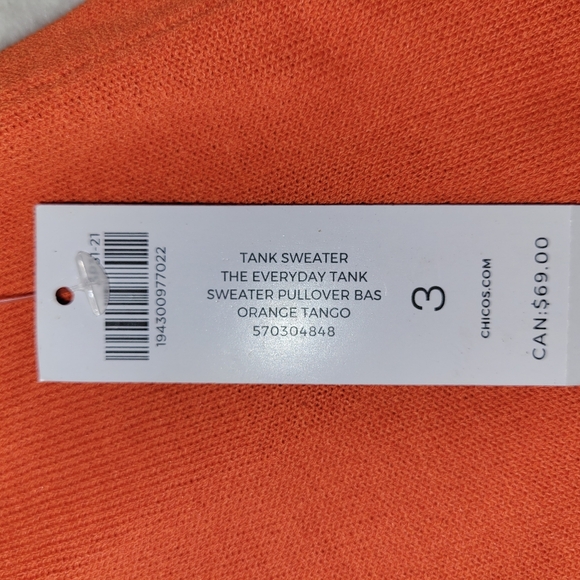 194300977022
TANK SWEATER
THE EVERYDAY TANK
SWEATER PULLOVER BAS
ORANGE TANGO
570304848
3
CHICOS.COM
CAN:$69.00